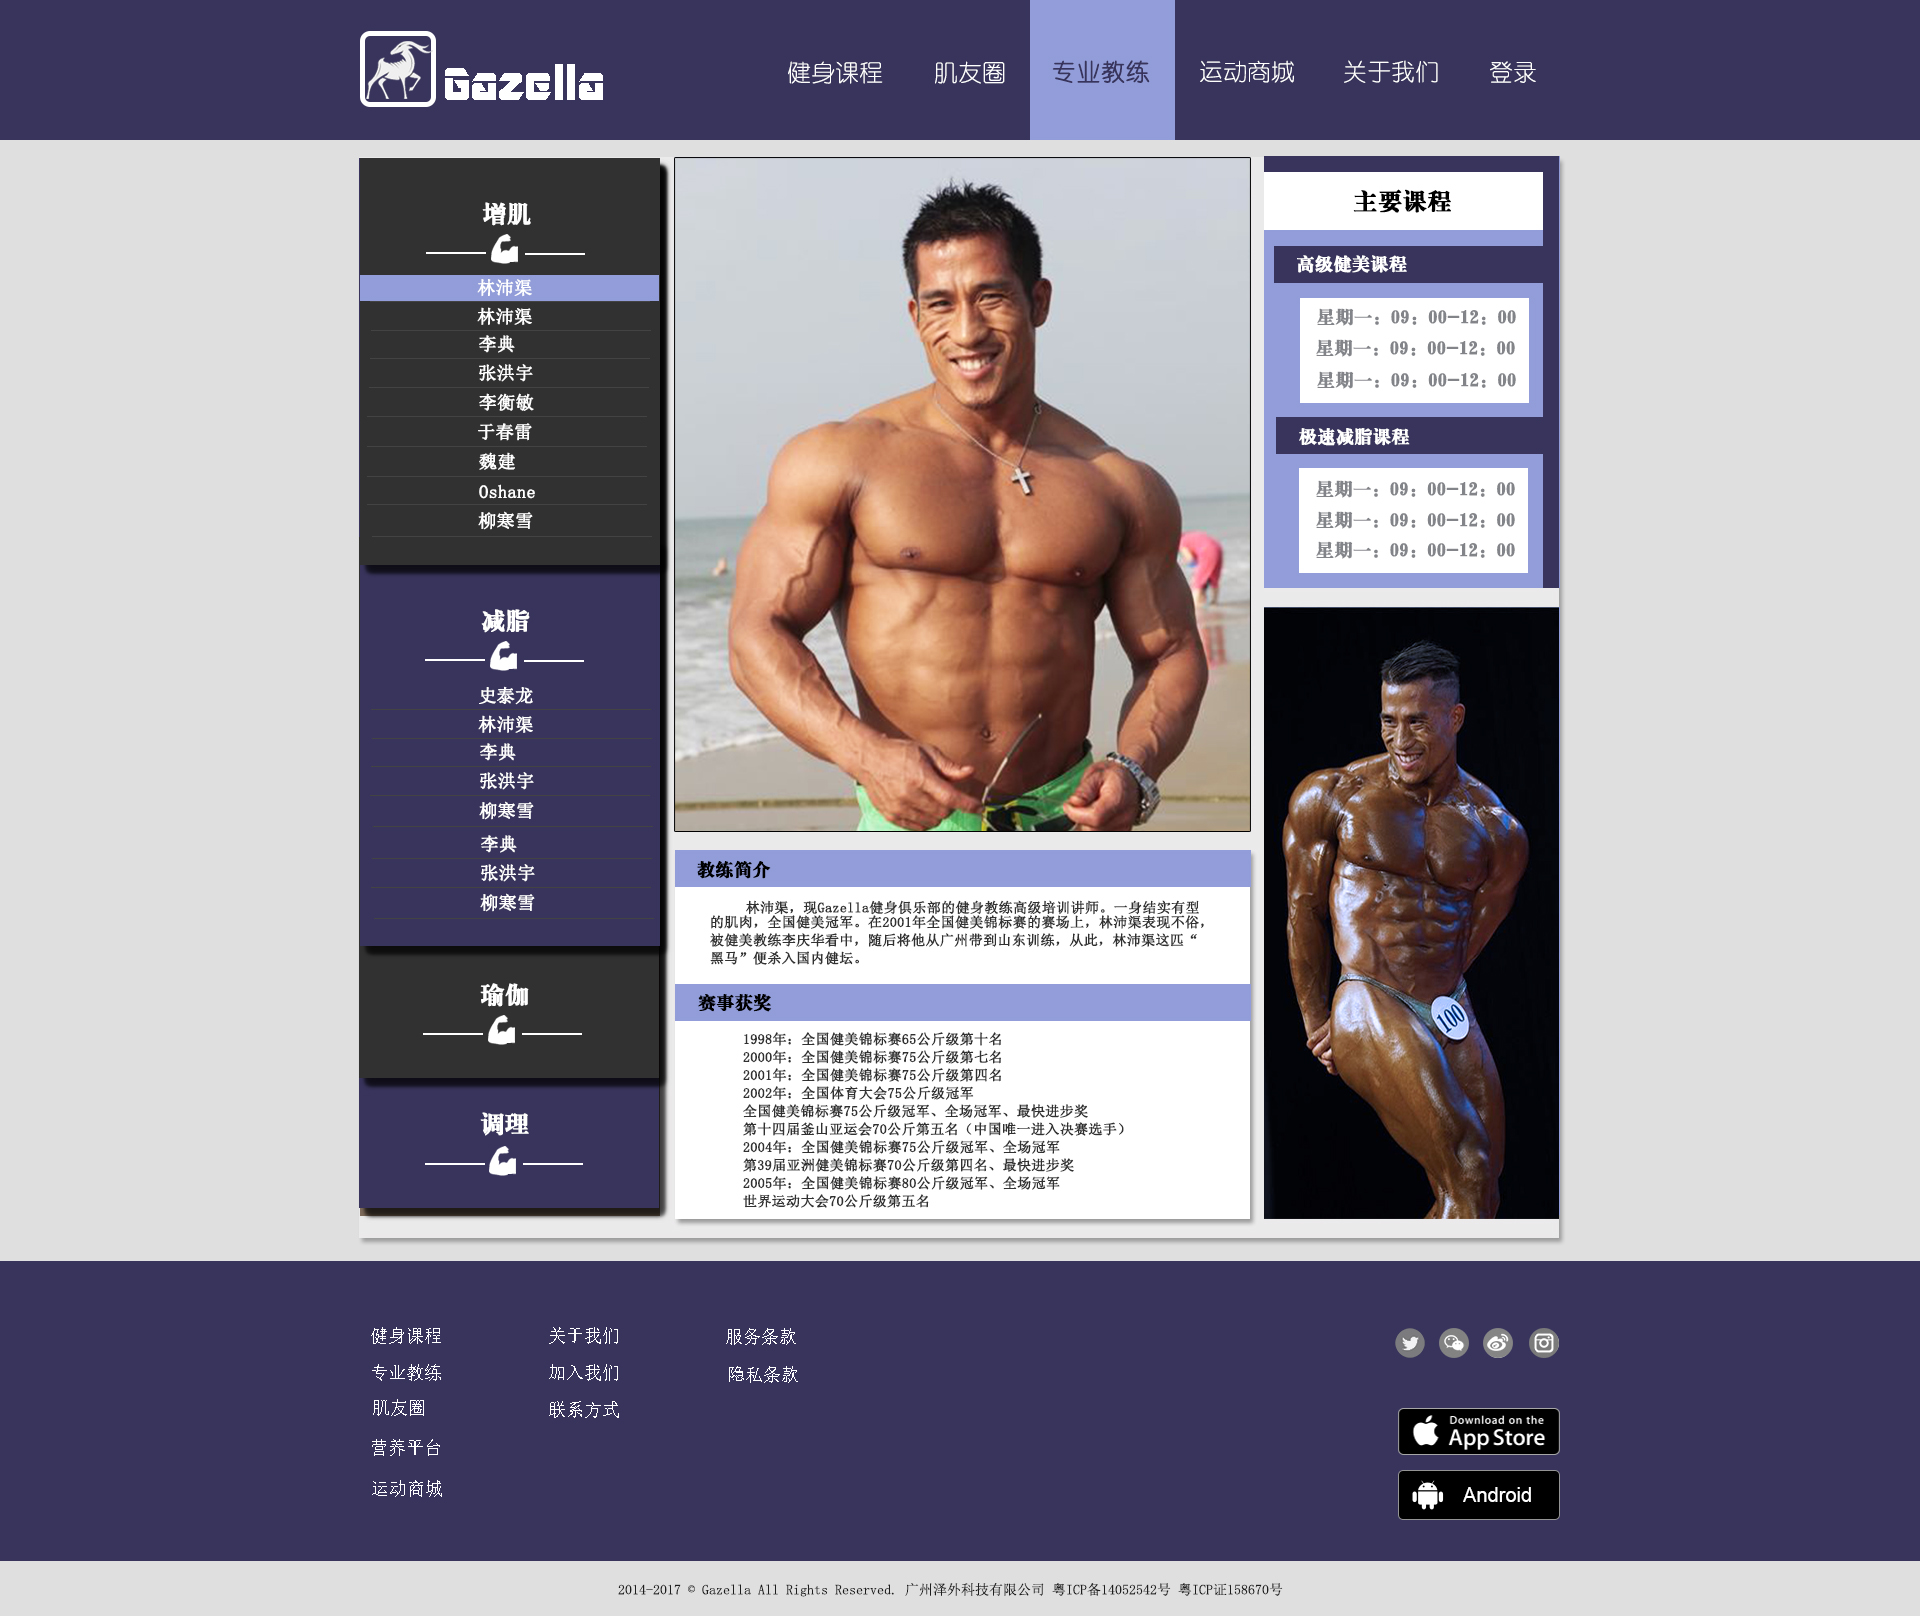 Gazella
健身课程
肌友圈
专业教练
运动商城
关于我们
登录
增肌
林沛渠
林沛渠
李典
张洪宇
李衡敏
于春雷
魏建
Oshane
柳寒雪
减脂
史泰龙
林沛渠
李典
张洪宇
柳寒雪
李典
张洪宇
柳寒雪
瑜伽
调理
教练简介
林沛渠，现Gazella健身俱乐部的健身教练高级培训讲师。一身结实有型
的肌肉，全国健美冠军。在2001年全国健美锦标赛的赛场上，林沛渠表现不俗，
被健美教练李庆华看中，随后将他从广州带到山东训练，从此，林沛渠这匹“
黑马”便杀入国内健坛。
赛事获奖
1998年：全国健美锦标赛65公斤级第十名
2000年：全国健美锦标赛75公斤级第七名
2001年：全国健美锦标赛75公斤级第四名
2002年：全国体育大会75公斤级冠军
全国健美锦标赛75公斤级冠军、全场冠军、最快进步奖
第十四届釜山亚运会70公斤第五名（中国唯一进入决赛选手）
2004年：全国健美锦标赛75公斤级冠军、全场冠军
第39届亚洲健美锦标赛70公斤级第四名、最快进步奖
2005年：全国健美锦标赛80公斤级冠军、全场冠军
世界运动大会70公斤级第五名
主要课程
高级健美课程
星期一：09：00-12：00
星期一：09：00-12：00
星期一：09：00-12：00
极速减脂课程
星期一：09：00-12：00
星期一：09：00-12：00
星期一：09：00-12：00
100
健身课程
专业教练
肌友圈
营养平台
运动商城
关于我们
加入我们
联系方式
服务条款
隐私条款
Download on the
App Store
Android
2014-2017 © Gazella All Rights Reserved. 广州泽外科技有限公司 粤ICP备14052542号 粤ICP证158670号